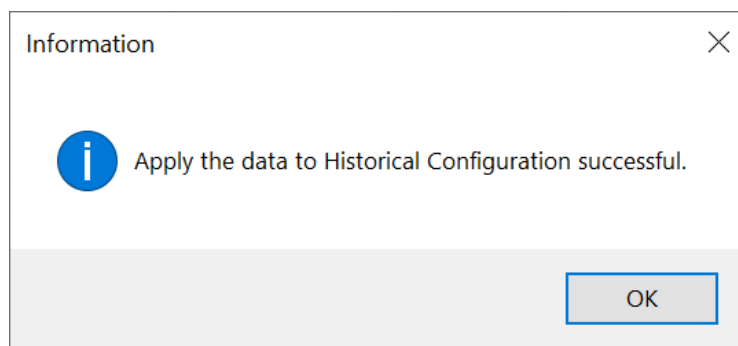 Information
Apply the data to Historical Configuration successful.
OK